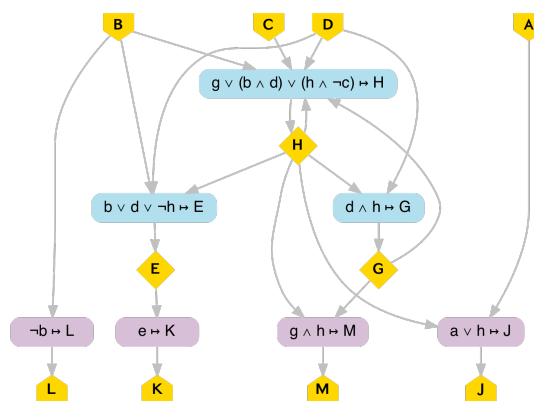 B C D A
g ∨ (b ∧ d) ∨ (h ∧ ¬c) ↦ H
H
b ∨ d ∨ ¬h ↦ E
d ∧ h ↦ G
E
G
¬b ↦ L
e ↦ K
g ∧ h ↦ M
a ∨ h ↦ J
L K M J